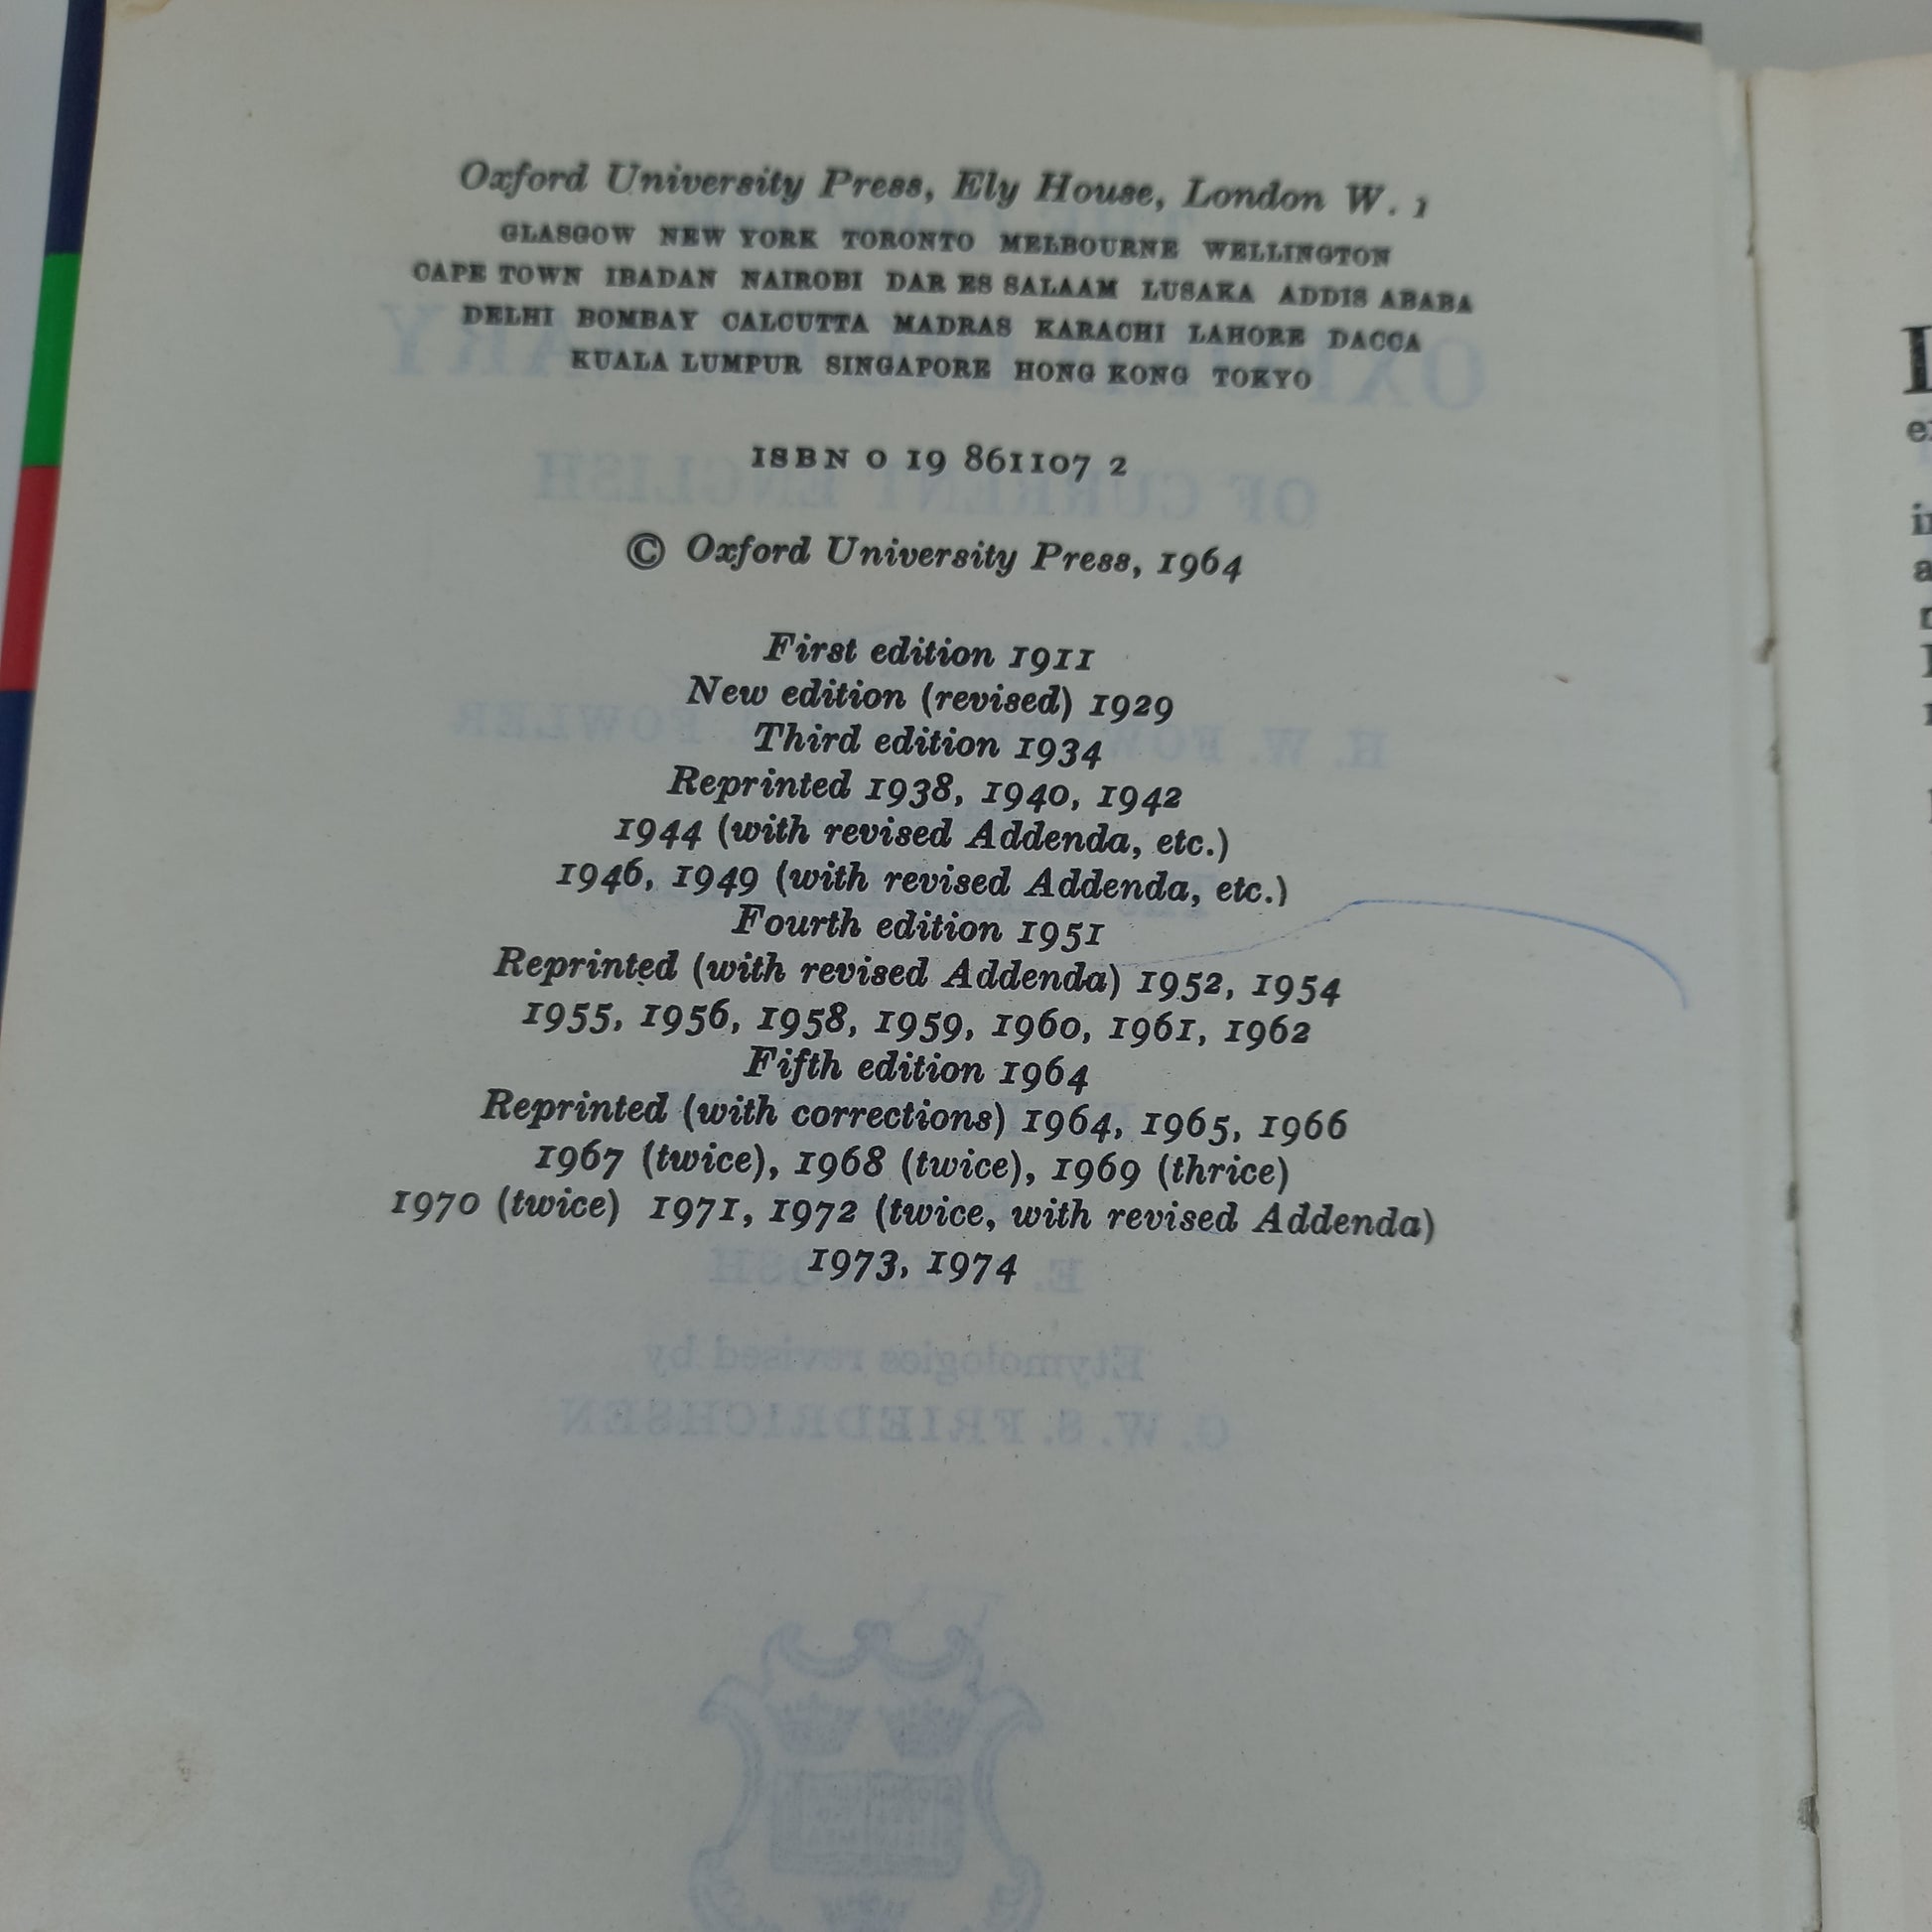 Oxford University Press, Ely House, London W. 1
GLASGOW NEW YORK TORONTO MELBOURNE WELLINGTON
CAPE TOWN IBADAN NAIROBI DAR ES SALAAM LUSAKA ADDIS ABABA
DELHI BOMBAY CALCUTTA MADRAS KARACHI LAHORE DACCA
KUALA LUMPUR SINGAPORE HONG KONG TOKYO
ISBN 0 19 861107 2
© Oxford University Press, 1964
First edition 1911
New edition (revised) 1929
Third edition 1934
Reprinted 1938, 1940, 1942
1944 (with revised Addenda, etc.)
1946, 1949 (with revised Addenda, etc.)
Fourth edition 1951
Reprinted (with revised Addenda) 1952, 1954
1955, 1956, 1958, 1959, 1960, 1961, 1962
Fifth edition 1964
Reprinted (with corrections) 1964, 1965, 1966
1967 (twice), 1968 (twice), 1969 (thrice)
1970 (twice) 1971, 1972 (twice, with revised Addenda)
1973, 1974